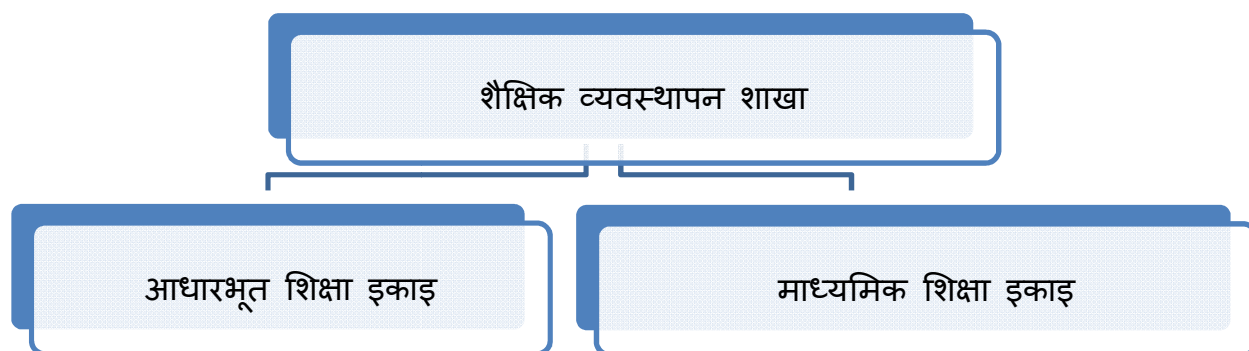 शैक्षिक व्यवस्थापन शाखा
आधारभूत शिक्षा इकाइ
माध्यमिक शिक्षा इकाइ